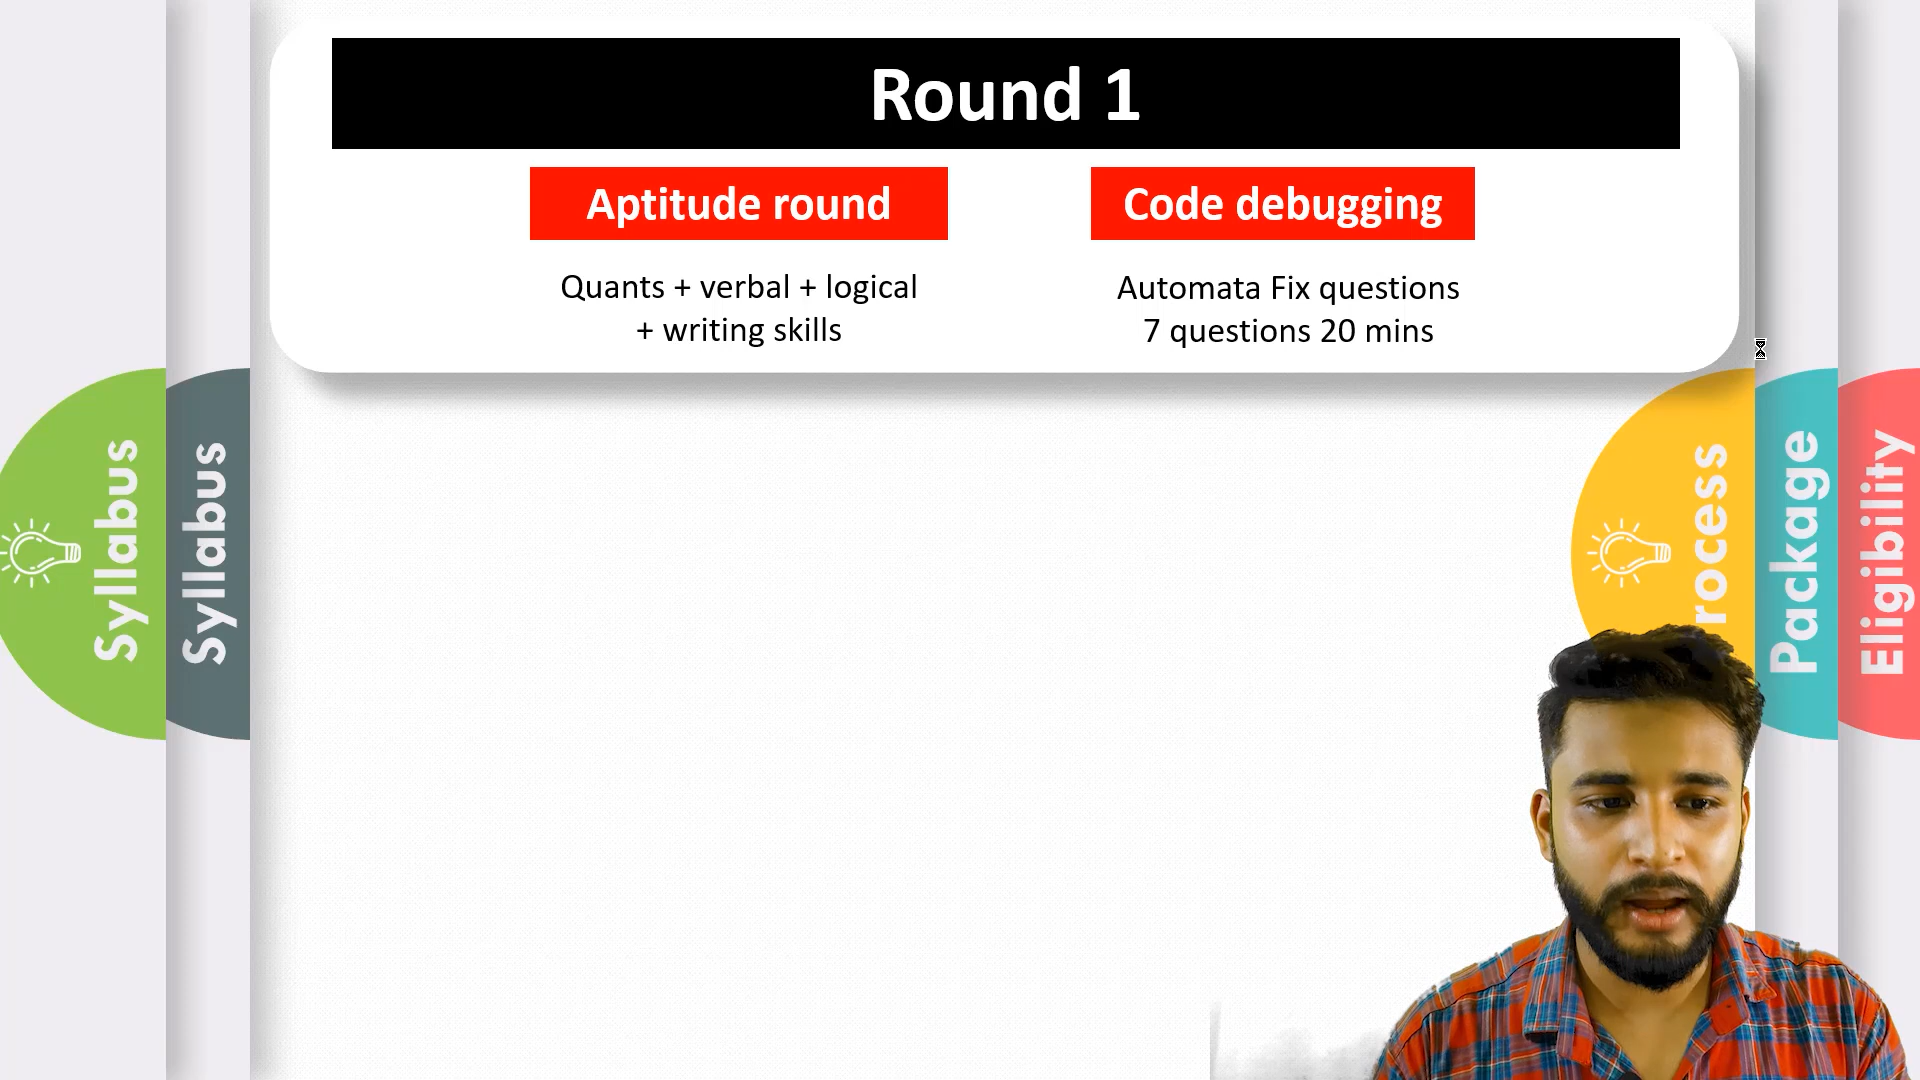 Round 1
Aptitude round
Code debugging
Quants + verbal + logical
+ writing skills
Automata Fix questions
7 questions 20 mins
Syllabus
Syllabus
rocess
Package
Eligibility